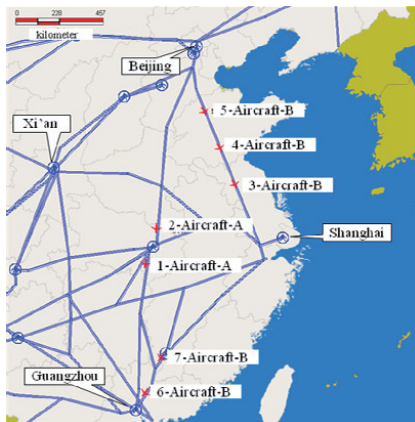 0 228 457
kilometer
Beijing
5-Aircraft-B
Xi'an
4-Aircraft-B
3-Aircraft-B
2-Aircraft-A
Shanghai
1-Aircraft-A
7-Aircraft-B
Guangzhou
6-Aircraft-B